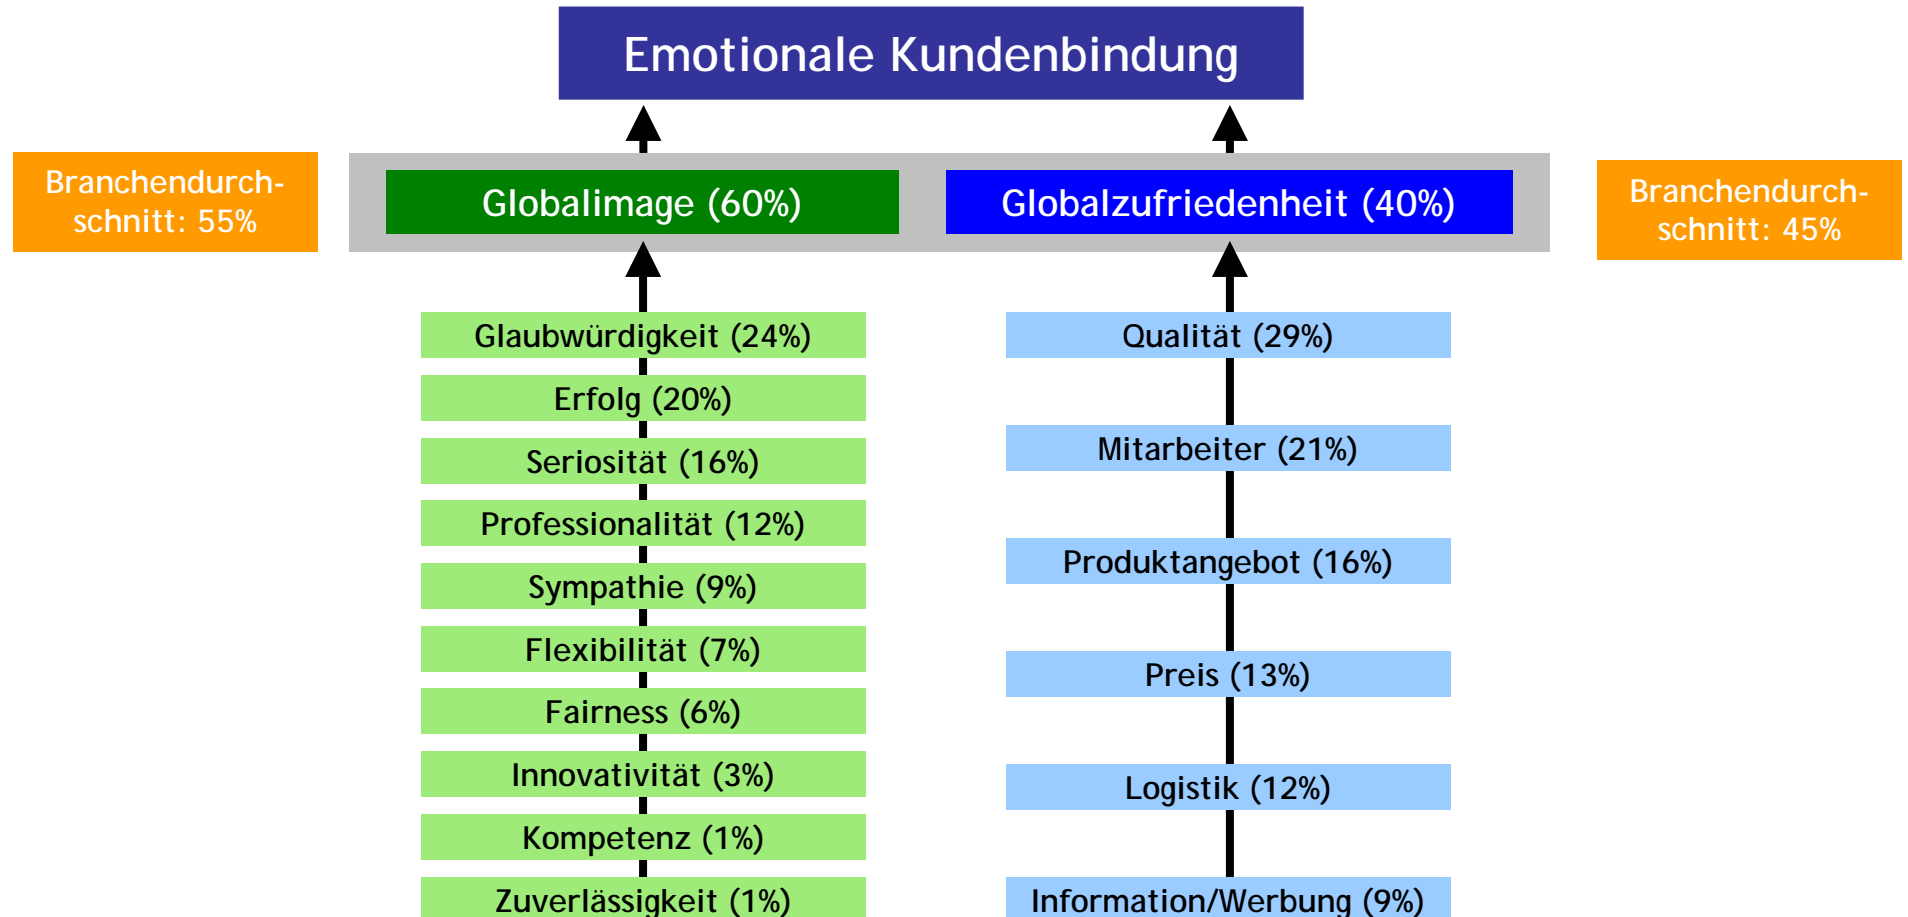 Emotionale Kundenbindung
Branchendurch-
schnitt: 55%
Globalimage (60%)
Globalzufriedenheit (40%)
Branchendurch-
schnitt: 45%
Glaubwürdigkeit (24%)
Erfolg (20%)
Seriosität (16%)
Professionalität (12%)
Sympathie (9%)
Flexibilität (7%)
Fairness (6%)
Innovativität (3%)
Kompetenz (1%)
Zuverlässigkeit (1%)
Qualität (29%)
Mitarbeiter (21%)
Produktangebot (16%)
Preis (13%)
Logistik (12%)
Information/Werbung (9%)